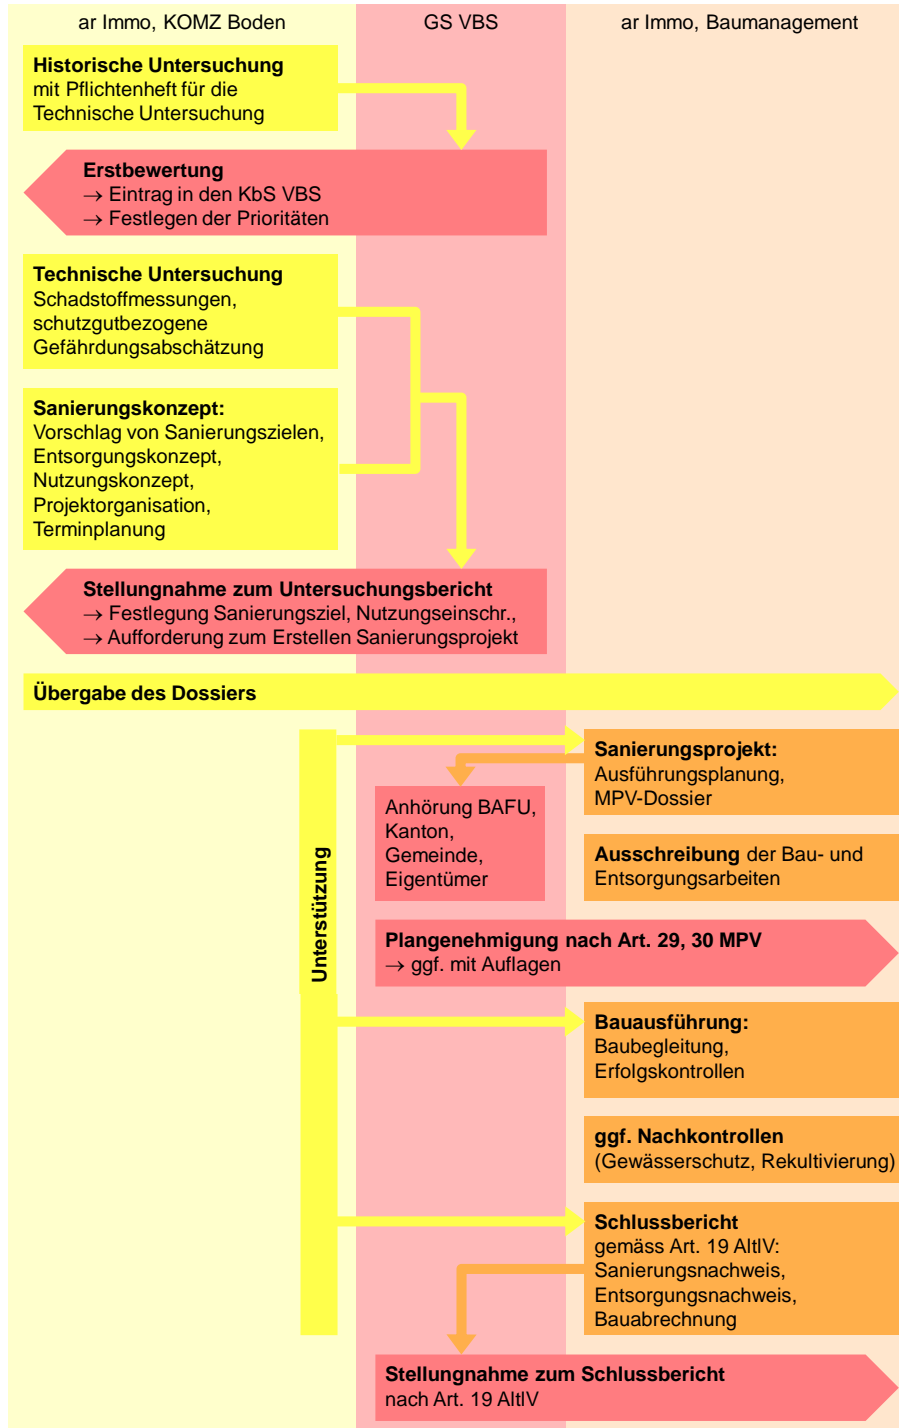 ar Immo, KOMZ Boden
GS VBS
ar Immo, Baumanagement
Historische Untersuchung
mit Pflichtenheft für die
Technische Untersuchung
Erstbewertung
→ Eintrag in den KbS VBS
→ Festlegen der Prioritäten
Technische Untersuchung
Schadstoffmessungen,
schutzgutbezogene
Gefährdungsabschätzung
Sanierungskonzept:
Vorschlag von Sanierungszielen,
Entsorgungskonzept,
Nutzungskonzept,
Projektorganisation,
Terminplanung
Stellungnahme zum Untersuchungsbericht
→ Festlegung Sanierungsziel, Nutzungseinschr.,
→ Aufforderung zum Erstellen Sanierungsprojekt
Übergabe des Dossiers
Unterstützung
Sanierungsprojekt:
Ausführungsplanung,
MPV-Dossier
Anhörung BAFU,
Kanton,
Gemeinde,
Eigentümer
Ausschreibung der Bau- und
Entsorgungsarbeiten
Plangenehmigung nach Art. 29, 30 MPV
→ ggf. mit Auflagen
Bauausführung:
Baubegleitung,
Erfolgskontrollen
ggf. Nachkontrollen
(Gewässerschutz, Rekultivierung)
Schlussbericht
gemäss Art. 19 AltlV:
Sanierungsnachweis,
Entsorgungsnachweis,
Bauabrechnung
Stellungnahme zum Schlussbericht
nach Art. 19 AltlV